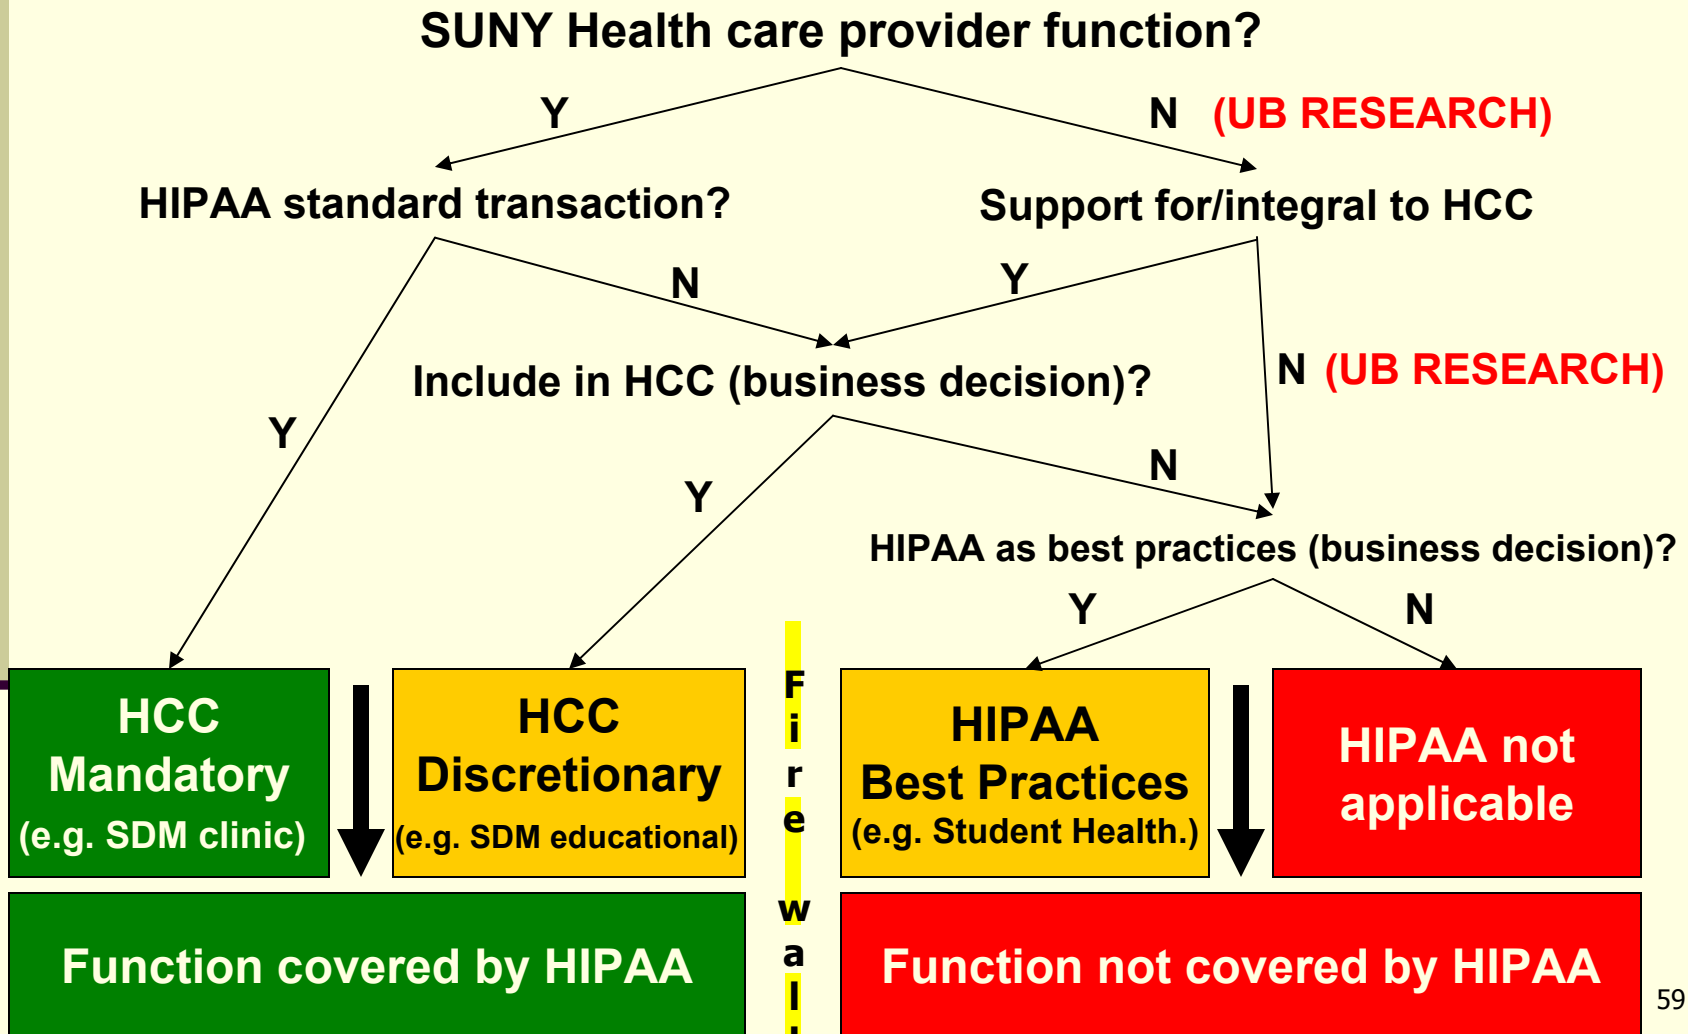 SUNY Health care provider function?
Y
N (UB RESEARCH)
HIPAA standard transaction?
Support for/integral to HCC
N
Y
Include in HCC (business decision)?
N (UB RESEARCH)
Y
N
Y
HIPAA as best practices (business decision)?
Y
N
HCC
Mandatory
(e.g. SDM clinic)
HCC
Discretionary
(e.g. SDM educational)
F
i
r
e
w
a
l
HIPAA
Best Practices
(e.g. Student Health.)
HIPAA not
applicable
Function covered by HIPAA
Function not covered by HIPAA
59